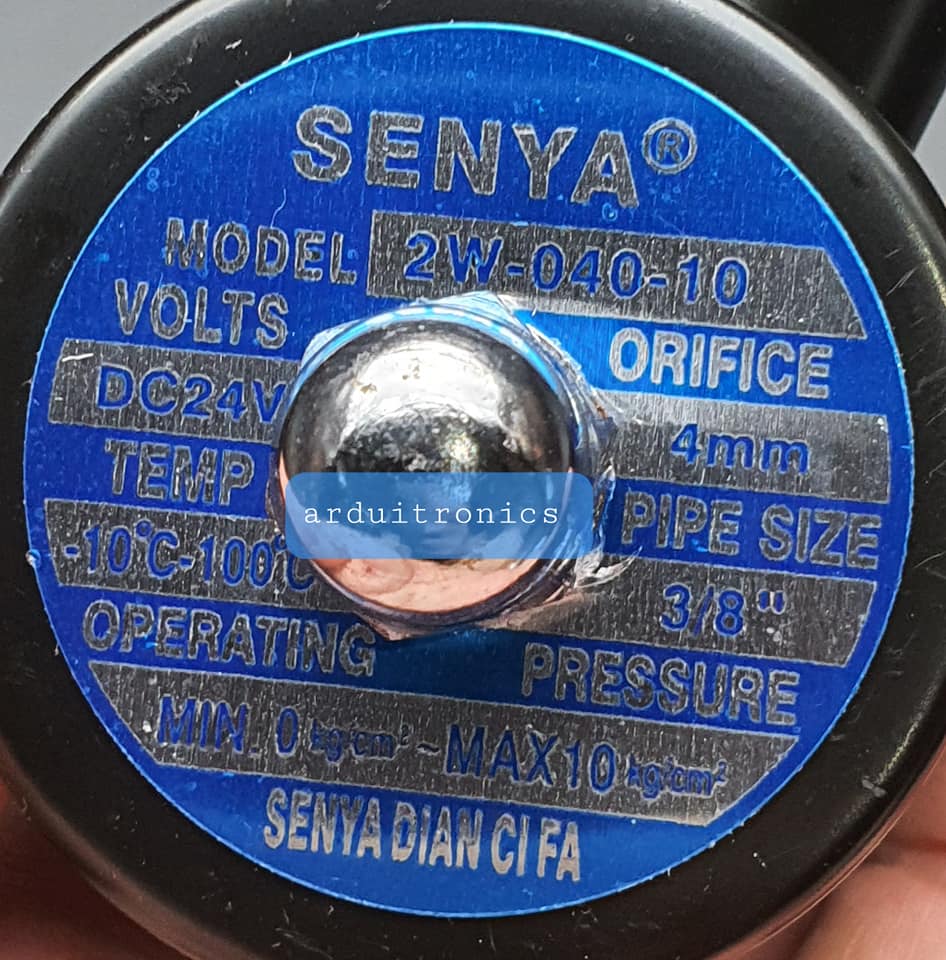 SENYA®
MODEL 2W-040-10
VOLTS
ORIFICE
DC24V
4mm
TEMP
PIPE SIZE
arduitronics
-10°C-100°C
3/8"
OPERATING PRESSURE
MIN. 0 kg/cm² ~ MAX10 kg/cm²
SENYA DIAN CI FA